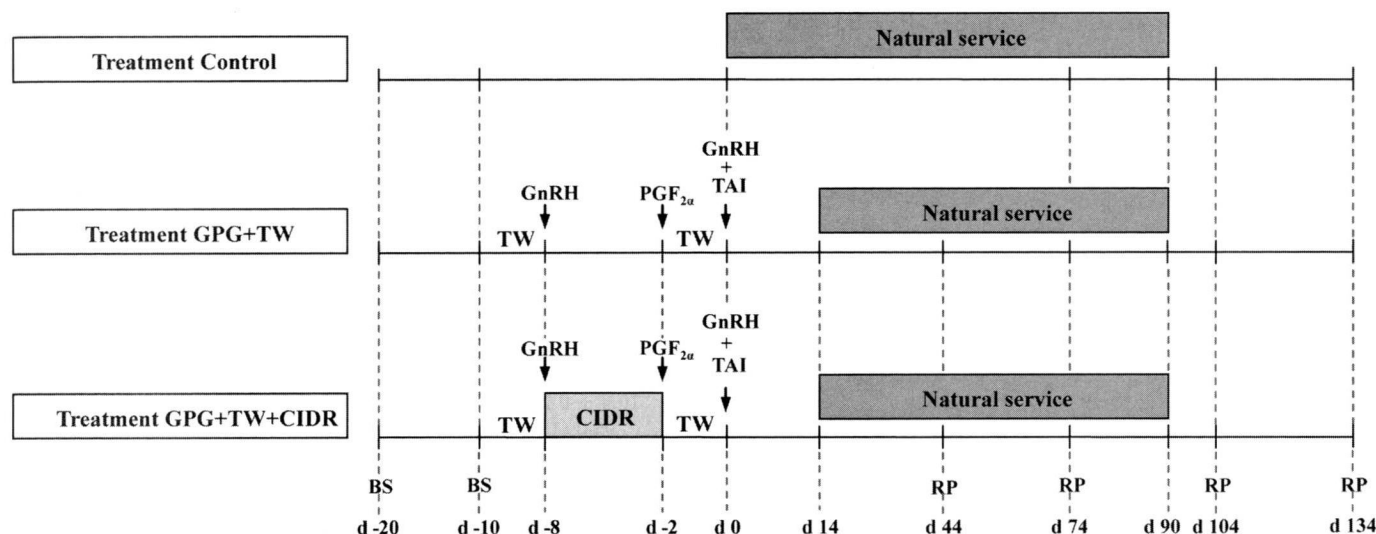 Natural service
Treatment Control
GnRH
+
TAI
GnRH
PGF2α
Treatment GPG+TW
TW
TW
Natural service
GnRH
+
TAI
GnRH
PGF2α
Treatment GPG+TW+CIDR
TW
CIDR
TW
Natural service
BS BS RP RP RP RP
d -20 d -10 d -8 d -2 d 0 d 14 d 44 d 74 d 90 d 104 d 134